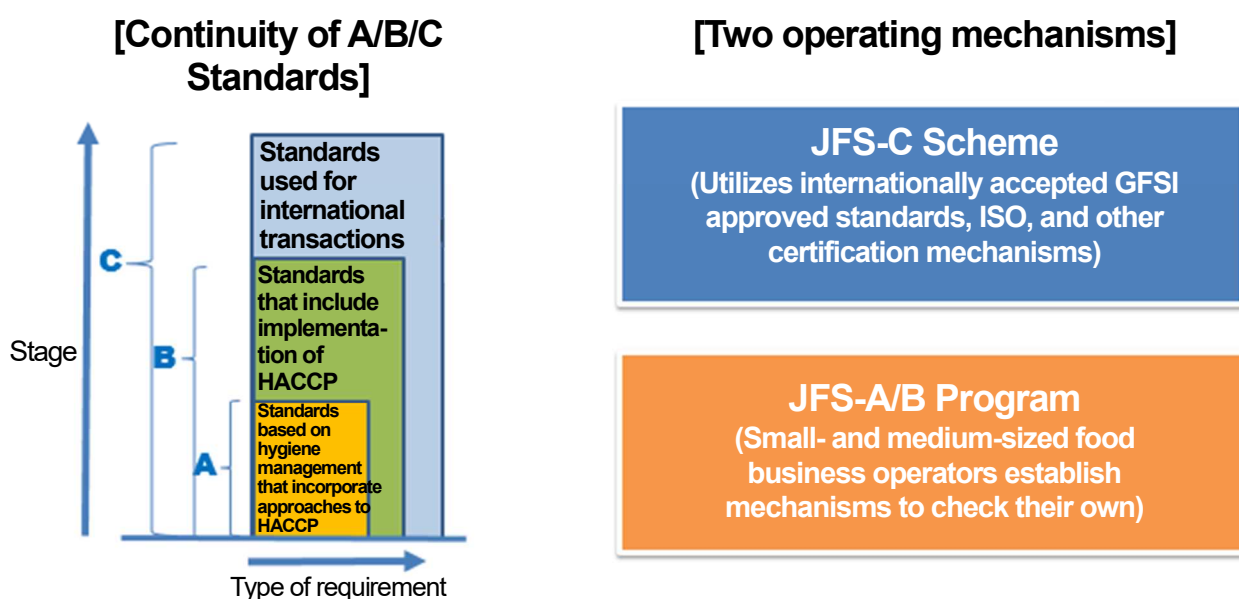 [Continuity of A/B/C
Standards]
Stage
C
B
A
Standards
used for
international
transactions
Standards
that include
implementa-
tion of
HACCP
Standards
based on
hygiene
management
that incorporate
approaches to
HACCP
Type of requirement
[Two operating mechanisms]
JFS-C Scheme
(Utilizes internationally accepted GFSI
approved standards, ISO, and other
certification mechanisms)
JFS-A/B Program
(Small- and medium-sized food
business operators establish
mechanisms to check their own)